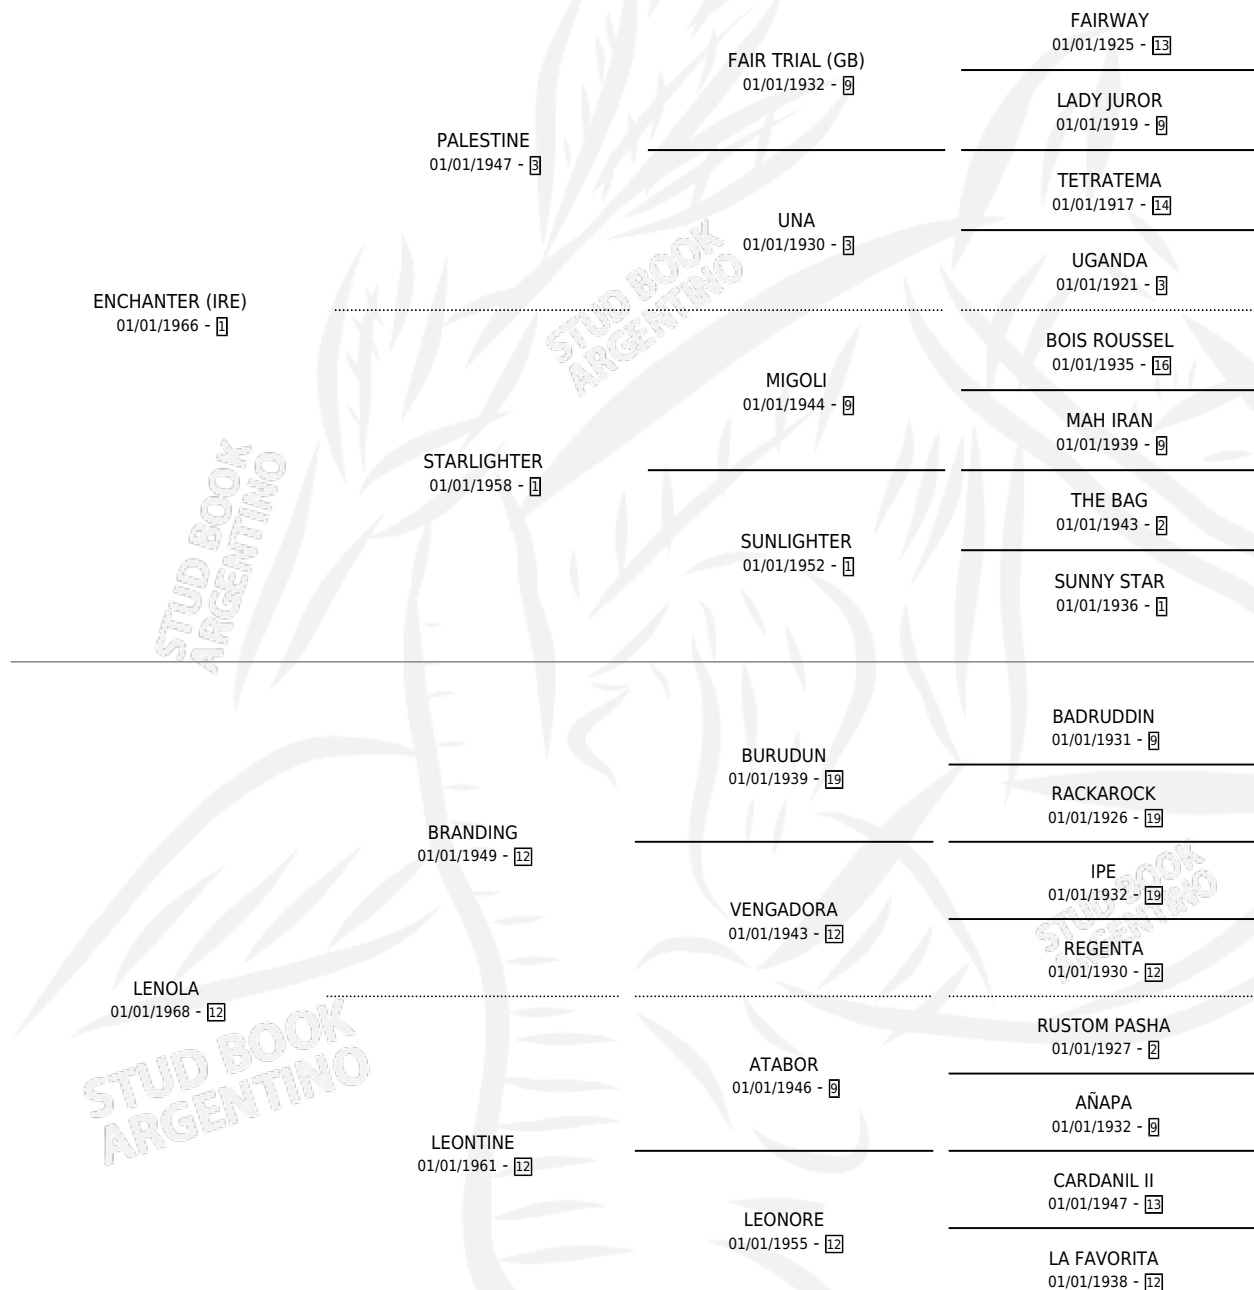 FAIRWAY
01/01/1925 - 13
FAIR TRIAL (GB)
01/01/1932 - 9
LADY JUROR
01/01/1919 - 9
PALESTINE
01/01/1947 - 3
TETRATEMA
01/01/1917 - 14
UNA
01/01/1930 - 3
UGANDA
01/01/1921 - 3
ENCHANTER (IRE)
01/01/1966 - 1
BOIS ROUSSEL
01/01/1935 - 16
MIGOLI
01/01/1944 - 9
MAH IRAN
01/01/1939 - 9
STARLIGHTER
01/01/1958 - 1
THE BAG
01/01/1943 - 2
SUNLIGHTER
01/01/1952 - 1
SUNNY STAR
01/01/1936 - 1
BADRUDDIN
01/01/1931 - 9
BURUDUN
01/01/1939 - 19
RACKAROCK
01/01/1926 - 19
BRANDING
01/01/1949 - 12
IPE
01/01/1932 - 19
VENGADORA
01/01/1943 - 12
REGENTA
01/01/1930 - 12
LENOLA
01/01/1968 - 12
RUSTOM PASHA
01/01/1927 - 2
ATABOR
01/01/1946 - 9
AÑAPA
01/01/1932 - 9
LEONTINE
01/01/1961 - 12
CARDANIL II
01/01/1947 - 13
LEONORE
01/01/1955 - 12
LA FAVORITA
01/01/1938 - 12
STUD BOOK
ARGENTINO
STUD BOOK
ARGENTINO
STUD BOOK
ARGENTINO
STUD BOOK
ARGENTINO